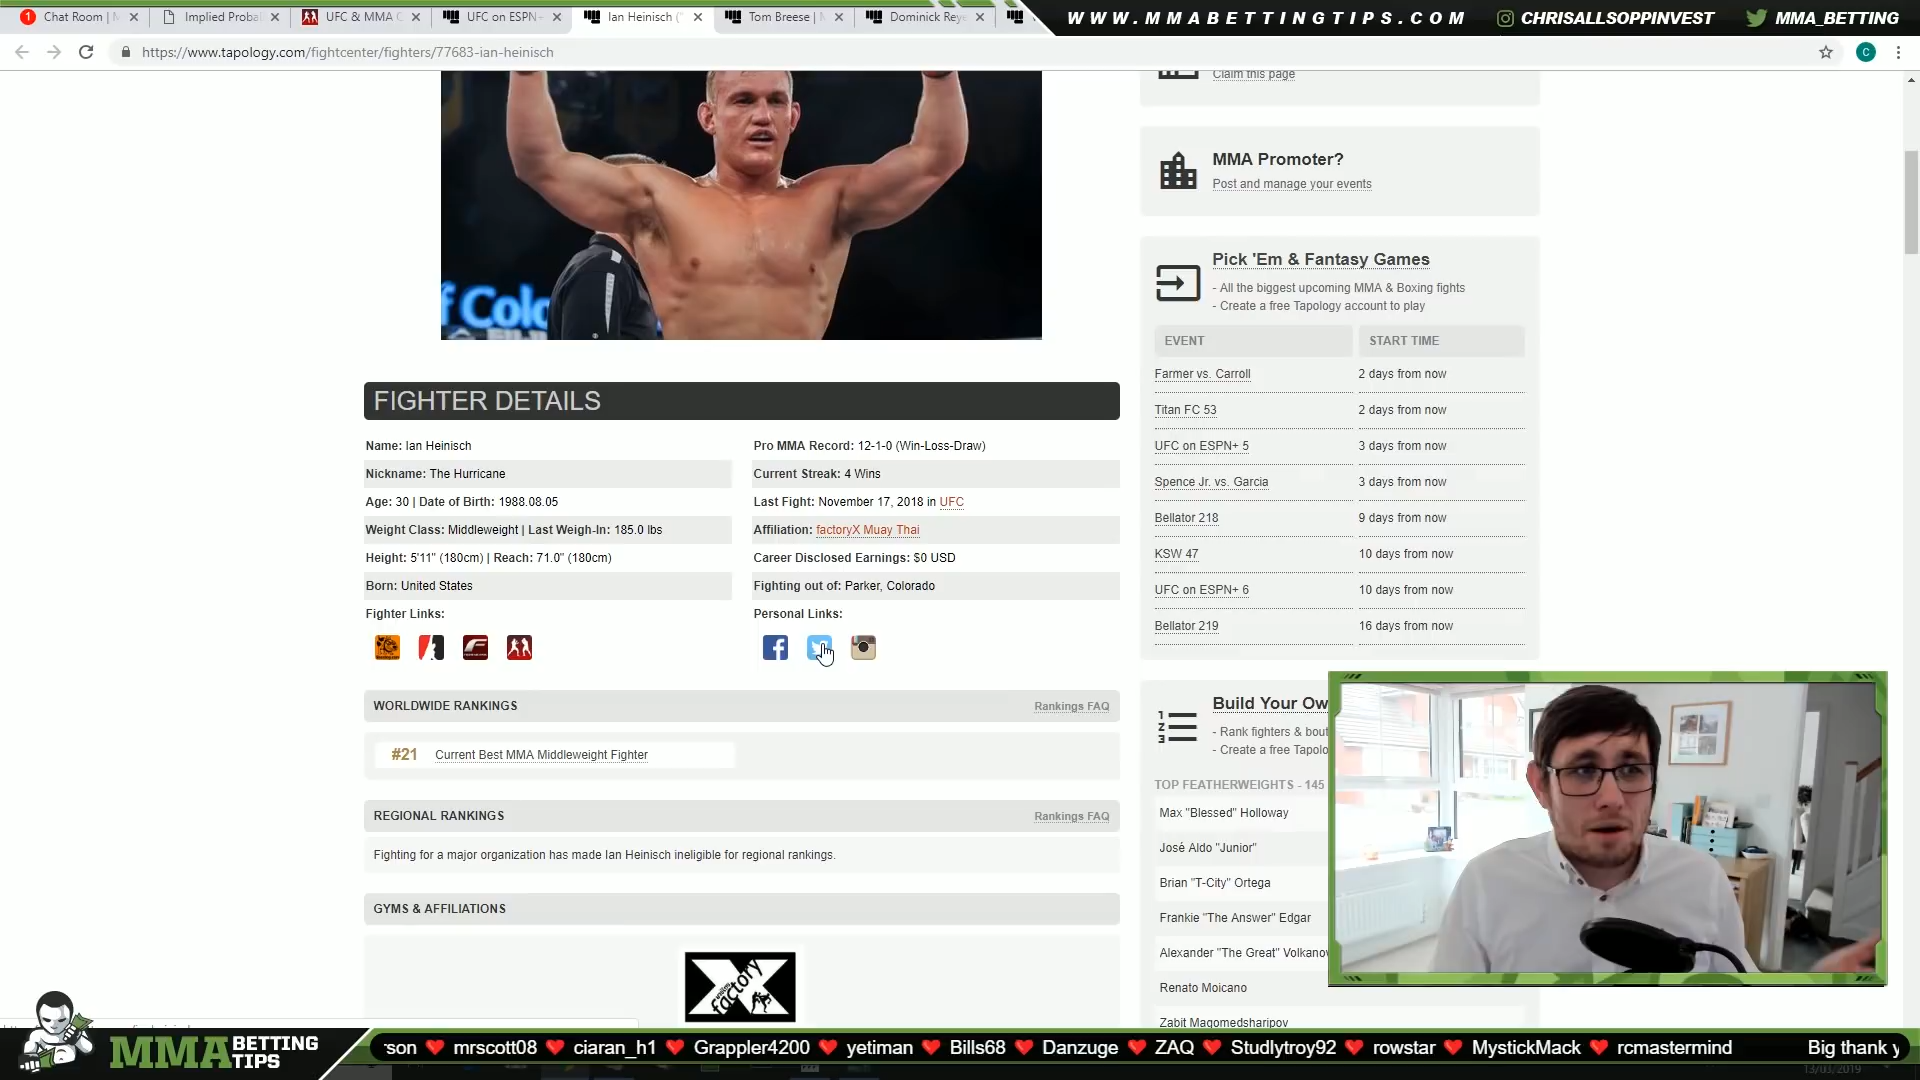 Chat Room | M
Implied Probal
UFC & MMA C
UFC on ESPN+
Ian Heinisch ("
Tom Breese | M
Dominick Reye
WWW.MMABETTINGTIPS.COM
CHRISALLSOPPINVEST
MMA_BETTING
https://www.tapology.com/fightcenter/fighters/77683-ian-heinisch
C
Claim this page
MMA Promoter?
Post and manage your events
Pick 'Em & Fantasy Games
- All the biggest upcoming MMA & Boxing fights
- Create a free Tapology account to play
EVENT START TIME
Farmer vs. Carroll 2 days from now
Titan FC 53 2 days from now
UFC on ESPN+ 5 3 days from now
Spence Jr. vs. Garcia 3 days from now
Bellator 218 9 days from now
KSW 47 10 days from now
UFC on ESPN+ 6 10 days from now
Bellator 219 16 days from now
f Colo
FIGHTER DETAILS
Name: Ian Heinisch
Pro MMA Record: 12-1-0 (Win-Loss-Draw)
Nickname: The Hurricane
Current Streak: 4 Wins
Age: 30 | Date of Birth: 1988.08.05
Last Fight: November 17, 2018 in UFC
Weight Class: Middleweight | Last Weigh-In: 185.0 lbs
Affiliation: factoryX Muay Thai
Height: 5'11" (180cm) | Reach: 71.0" (180cm)
Career Disclosed Earnings: $0 USD
Born: United States
Fighting out of: Parker, Colorado
Fighter Links:
Personal Links:
WORLDWIDE RANKINGS Rankings FAQ
#21 Current Best MMA Middleweight Fighter
REGIONAL RANKINGS Rankings FAQ
Fighting for a major organization has made Ian Heinisch ineligible for regional rankings.
GYMS & AFFILIATIONS
factory
Build Your Ow
- Rank fighters & bout
- Create a free Tapolo
TOP FEATHERWEIGHTS - 145
Max "Blessed" Holloway
José Aldo "Junior"
Brian "T-City" Ortega
Frankie "The Answer" Edgar
Alexander "The Great" Volkanov
Renato Moicano
Zabit Magomedsharipov
MMA BETTING TIPS
rson mrscott08 ciaran_h1 Grappler4200 yetiman Bills68 Danzuge ZAQ Studlytroy92 rowstar MystickMack rcmastermind Big thank y
13/03/2019